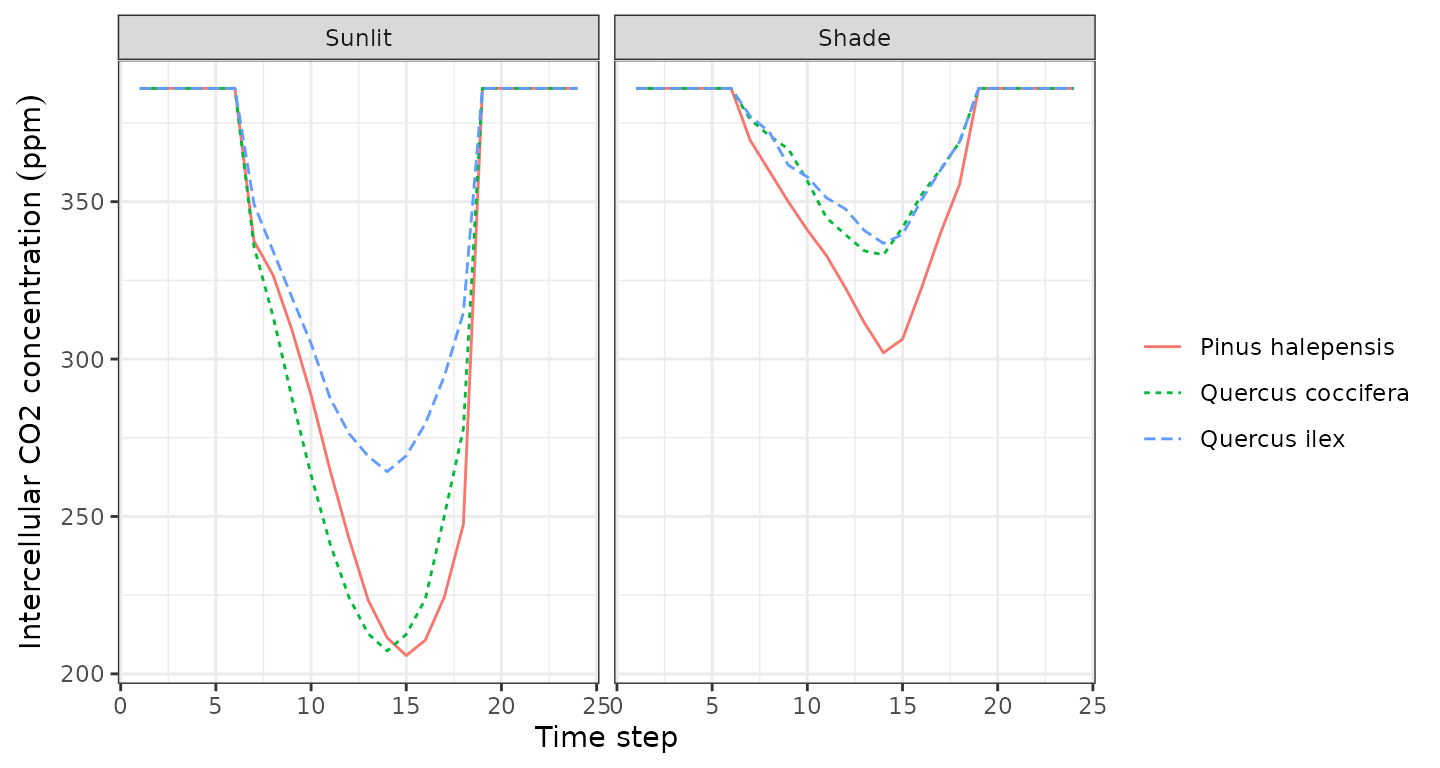 Sunlit
Shade
Intercellular CO2 concentration (ppm)
350
300
250
200
0 5 10 15 20 25
0 5 10 15 20 25
Time step
Pinus halepensis
Quercus coccifera
Quercus ilex